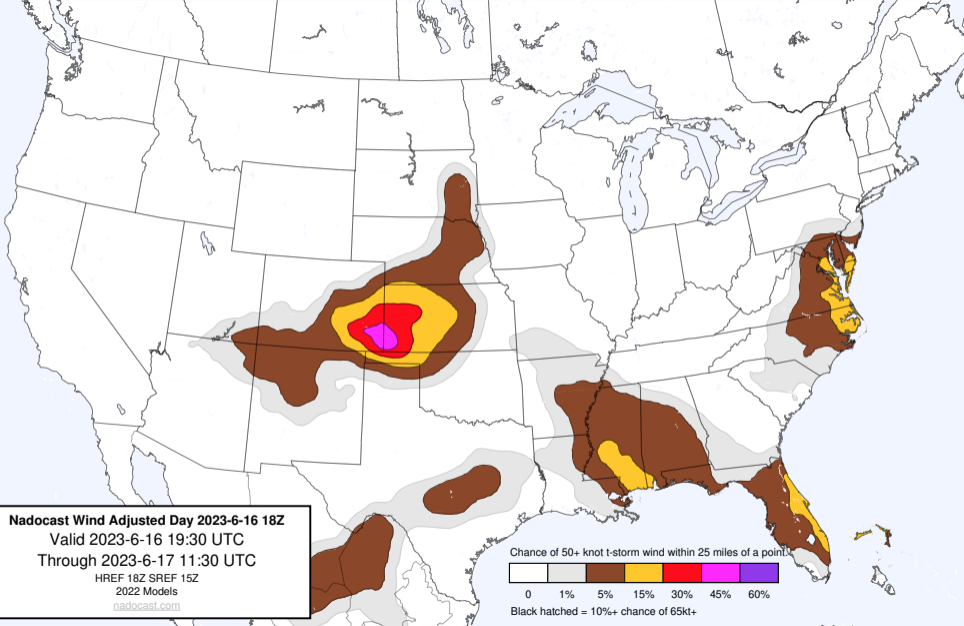 Nadocast Wind Adjusted Day 2023-6-16 18Z
Valid 2023-6-16 19:30 UTC
Through 2023-6-17 11:30 UTC
HREF 18Z SREF 15Z
2022 Models
nadocast.com
Chance of 50+ knot t-storm wind within 25 miles of a point.
0 1% 5% 15% 30% 45% 60%
Black hatched = 10%+ chance of 65kt+